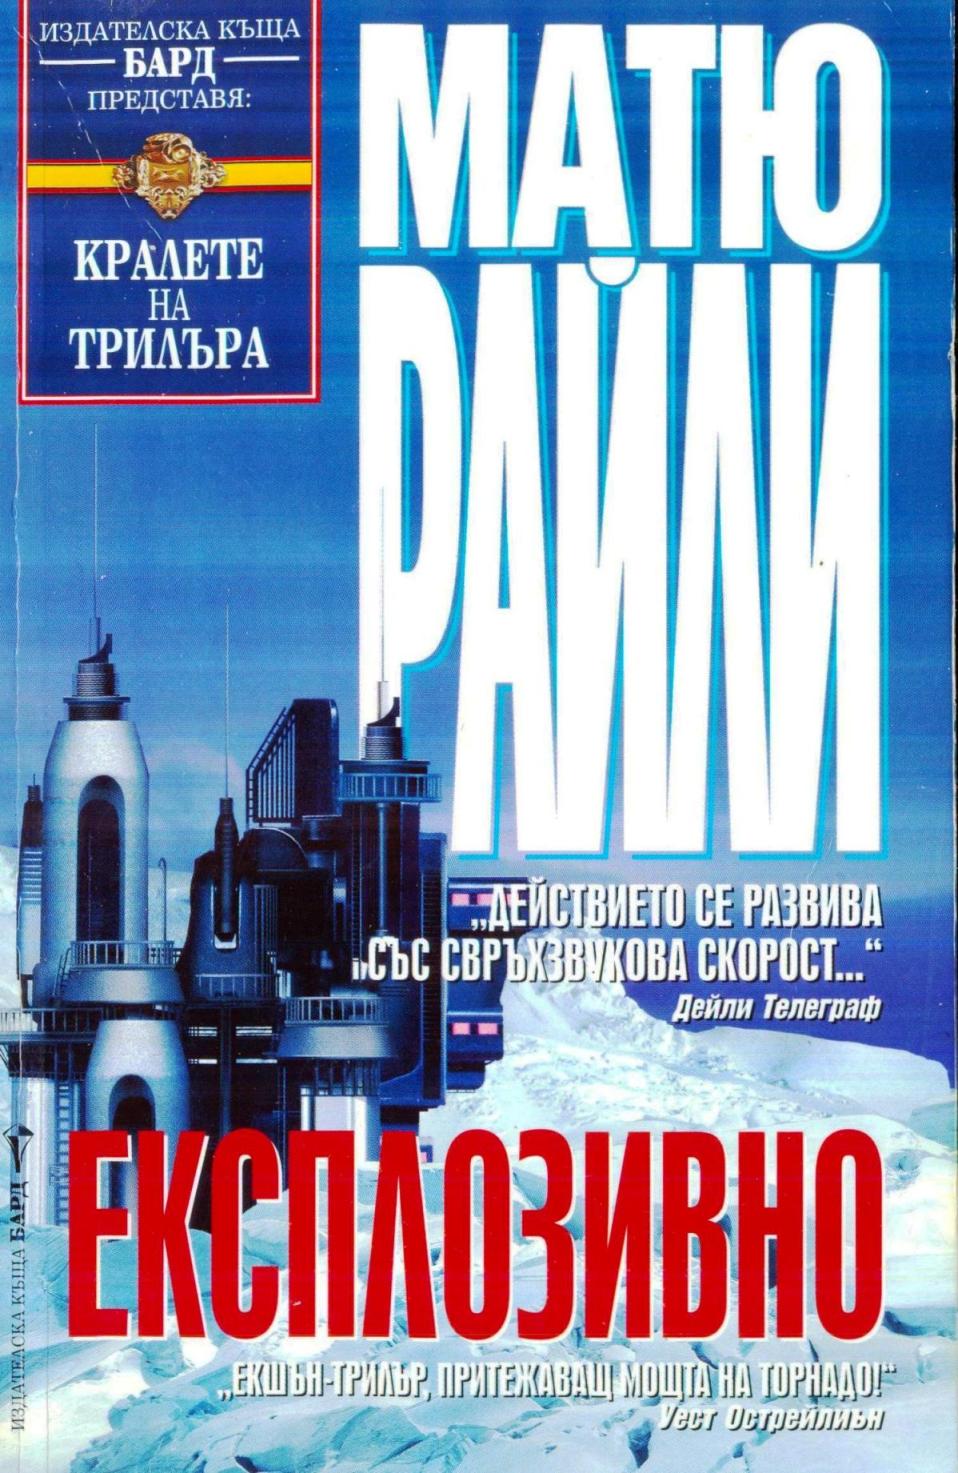 ИЗДАТЕЛСКА КЪЩА
БАРД
ПРЕДСТАВЯ:
КРАЛЕТЕ
НА
ТРИЛЪРА
МАТЮ
РАЙЛИ
„ДЕЙСТВИЕТО СЕ РАЗВИВА
СЪС СВРЪХЗВУКОВА СКОРОСТ...“
Дейли Телеграф
ЕКСПЛОЗИВНО
„ЕКШЪН-ТРИЛЪР, ПРИТЕЖАВАЩ МОЩТА НА ТОРНАДО!“
Уест Острейлиън
ИЗДАТЕЛСКА КЪЩА БАРД